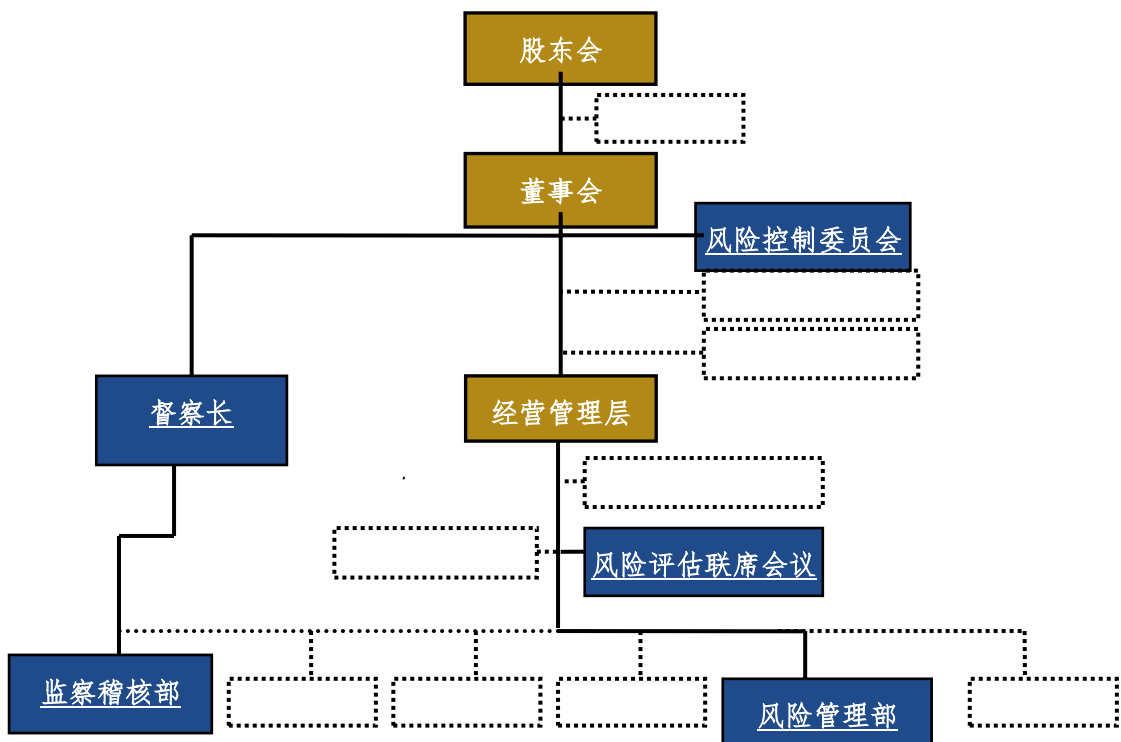 股东会
董事会
风险控制委员会
督察长
经营管理层
风险评估联席会议
监察稽核部
风险管理部